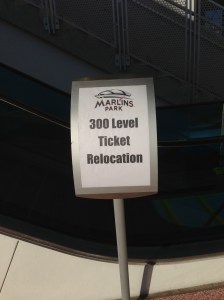 MARLINS
PARK
300 Level
Ticket
Relocation